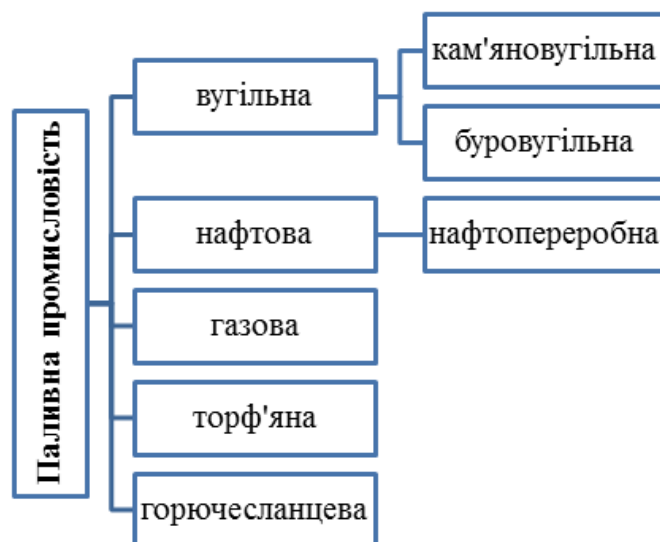 Паливна промисловість
вугільна
кам'яновугільна
буровугільна
нафтова
нафтопереробна
газова
торф'яна
горючесланцева